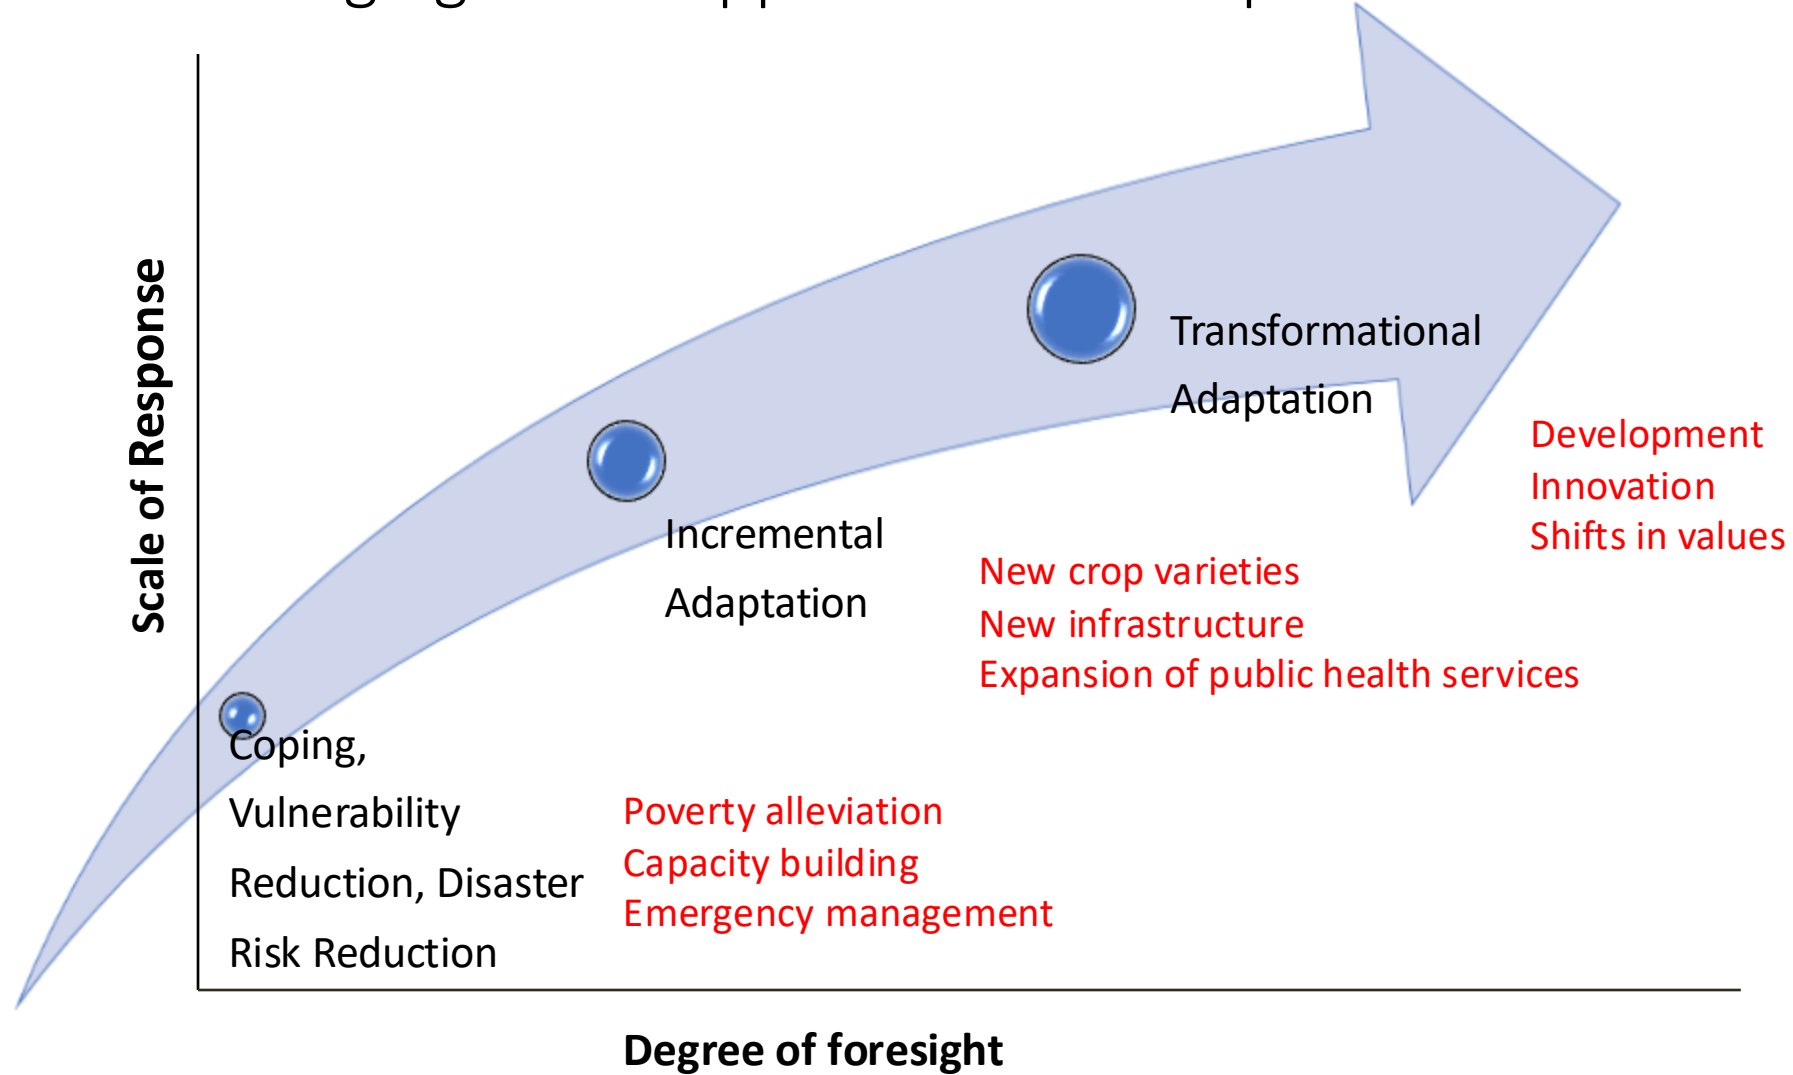 Scale of Response
Transformational
Adaptation
Development
Innovation
Shifts in values
Incremental
Adaptation
New crop varieties
New infrastructure
Expansion of public health services
Coping,
Vulnerability
Reduction, Disaster
Risk Reduction
Poverty alleviation
Capacity building
Emergency management
Degree of foresight